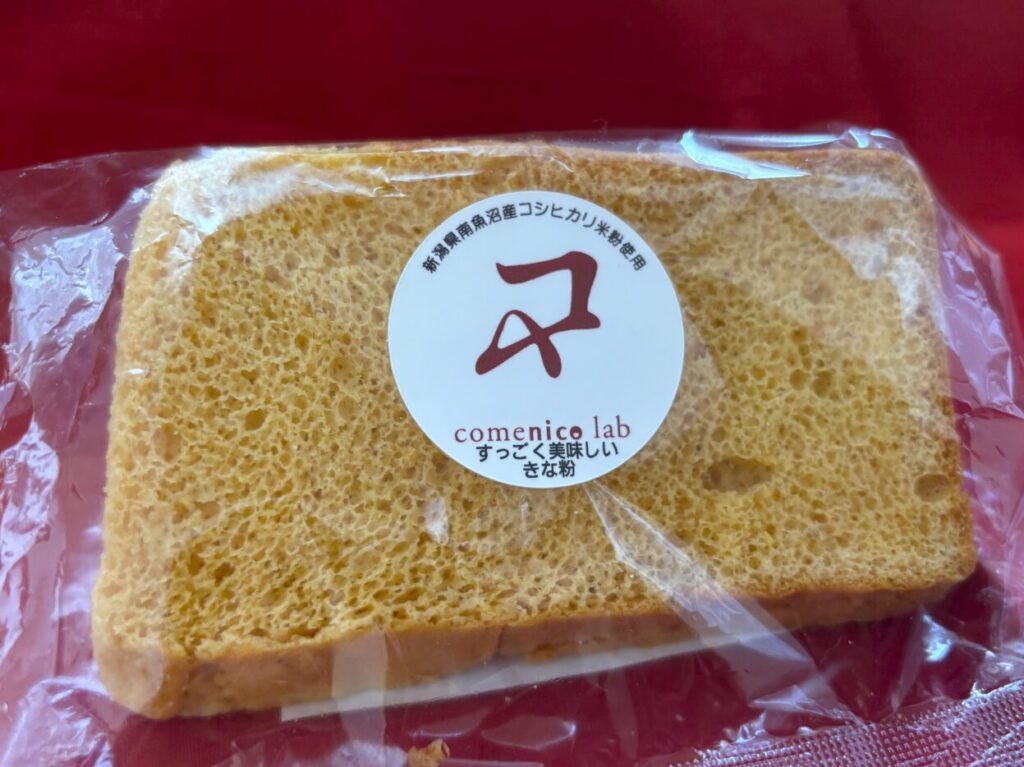 新潟県南魚沼産コシヒカリ米粉使用
comenico lab
すっごく美味しい
きな粉